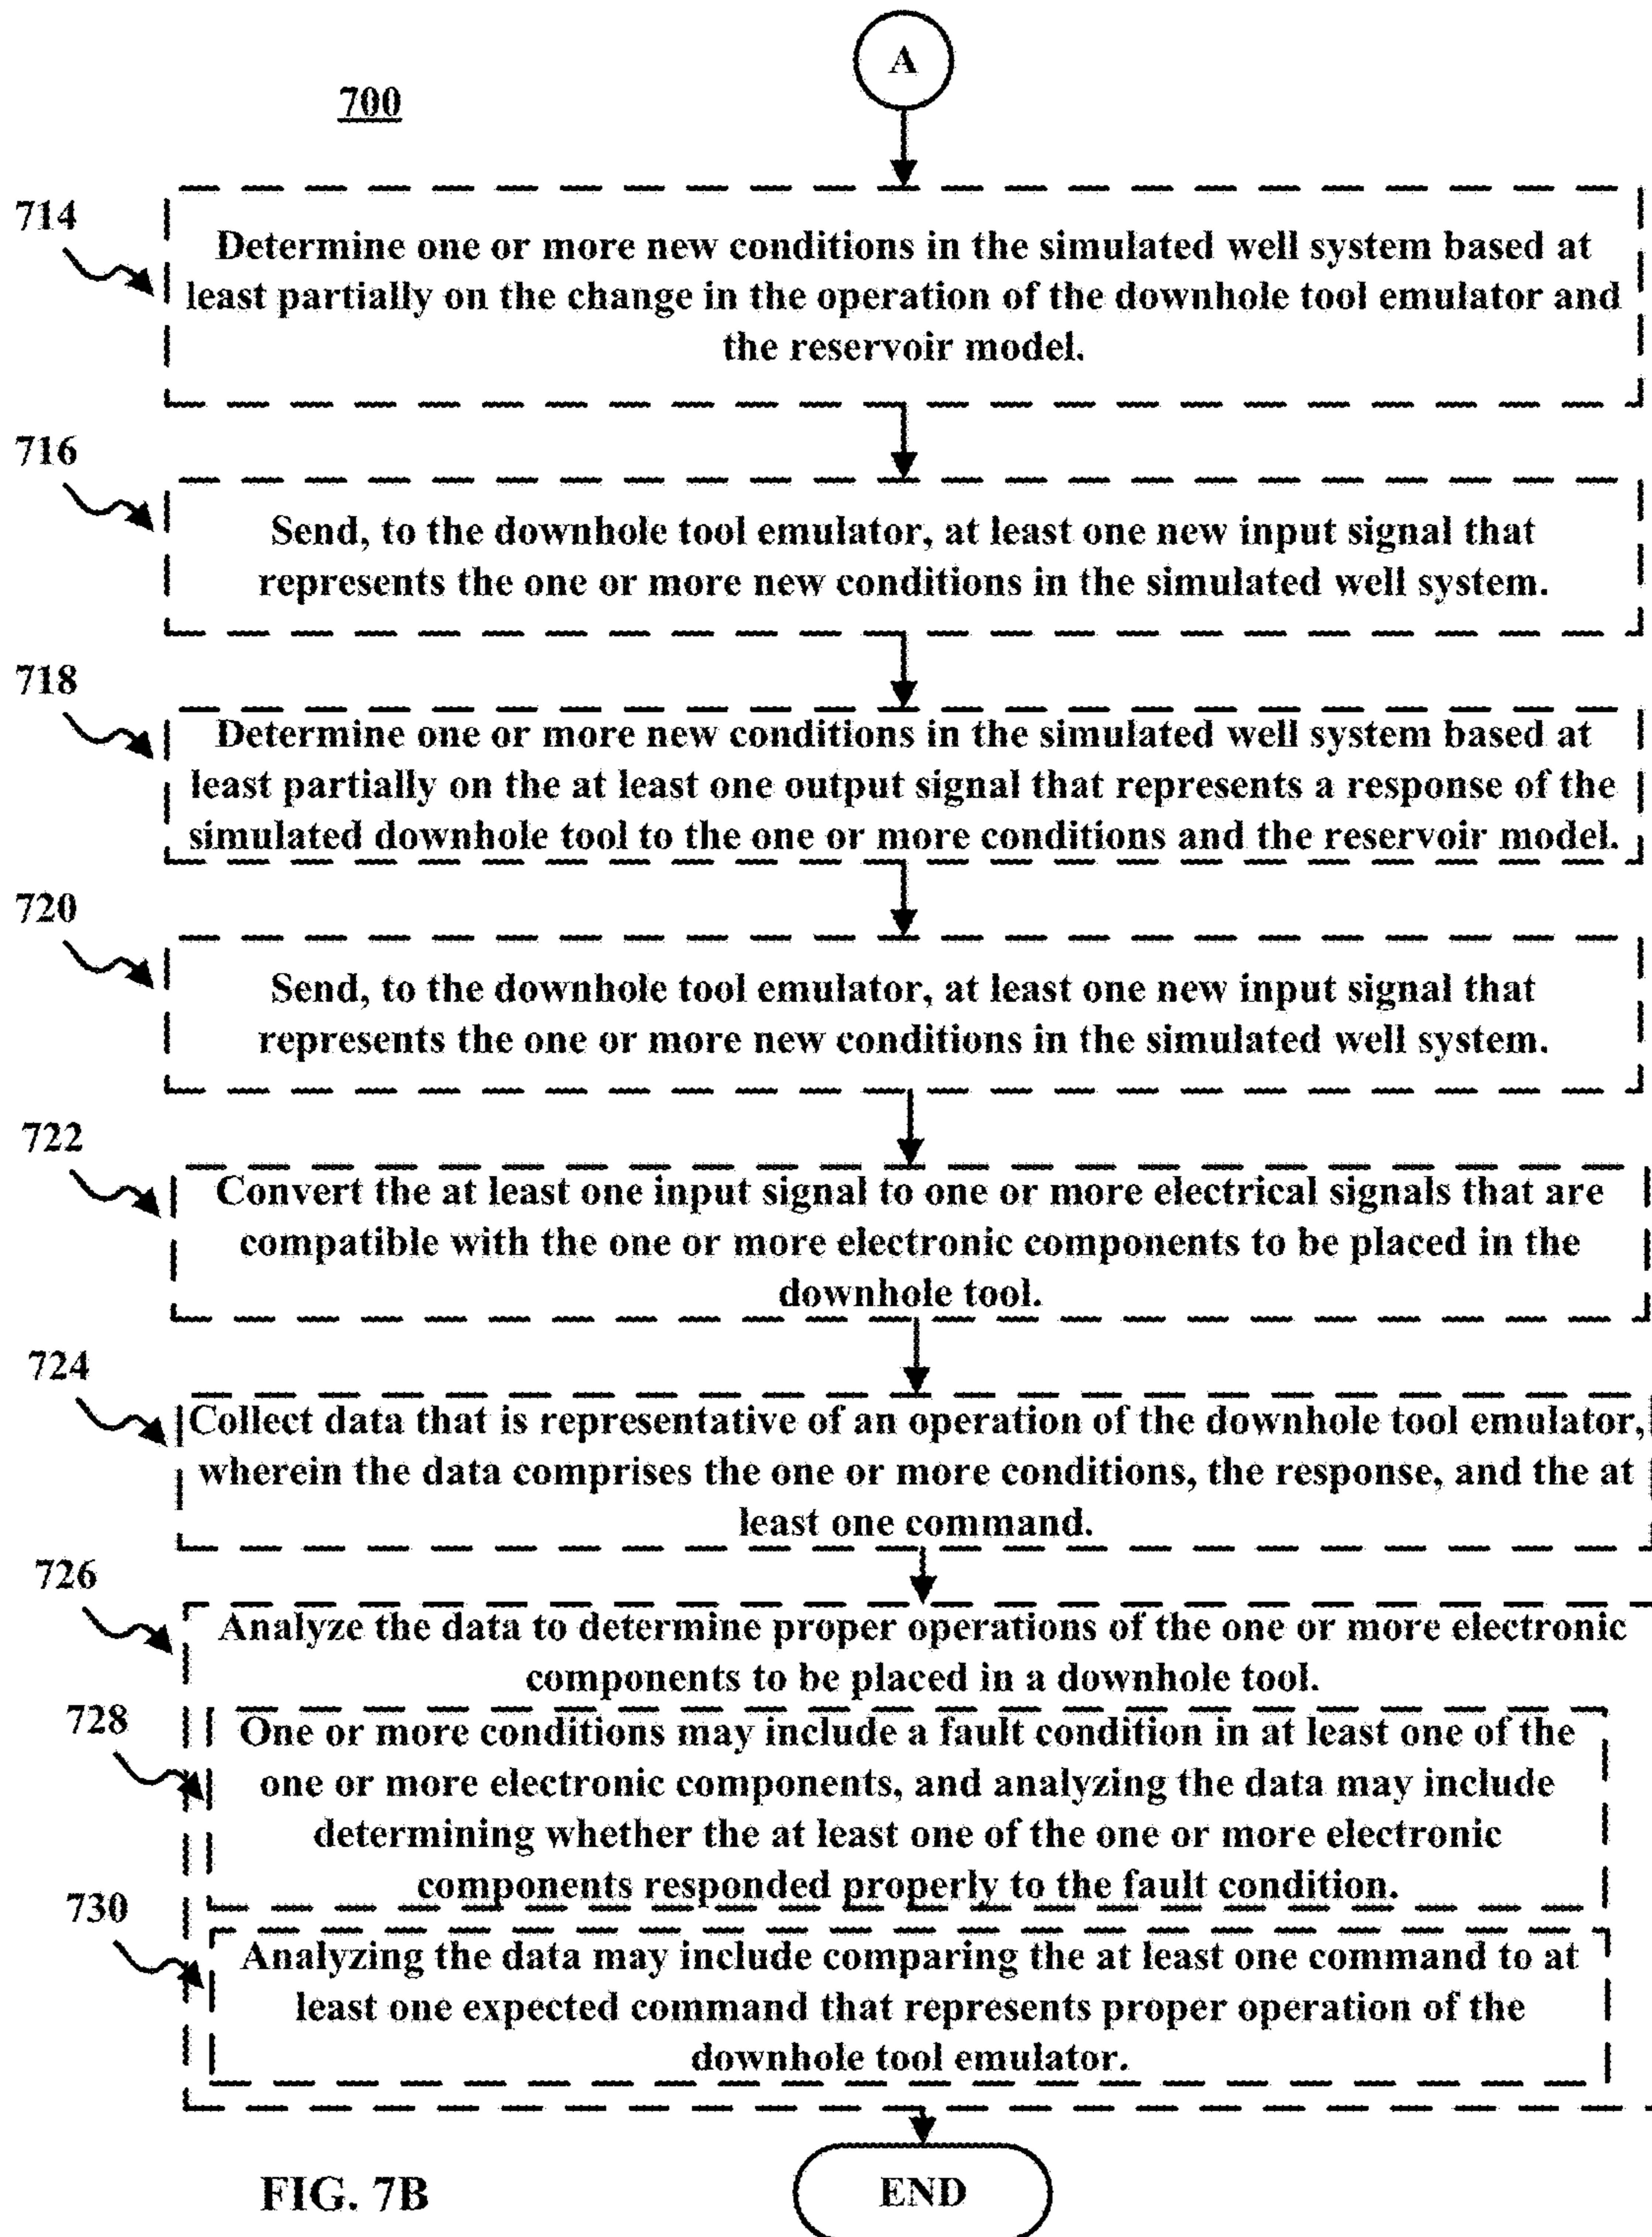 A
700
714
Determine one or more new conditions in the simulated well system based at
least partially on the change in the operation of the downhole tool emulator and
the reservoir model.
716
Send, to the downhole tool emulator, at least one new input signal that
represents the one or more new conditions in the simulated well system.
718
Determine one or more new conditions in the simulated well system based at
least partially on the at least one output signal that represents a response of the
simulated downhole tool to the one or more conditions and the reservoir model.
720
Send, to the downhole tool emulator, at least one new input signal that
represents the one or more new conditions in the simulated well system.
722
Convert the at least one input signal to one or more electrical signals that are
compatible with the one or more electronic components to be placed in the
downhole tool.
724
Collect data that is representative of an operation of the downhole tool emulator,
wherein the data comprises the one or more conditions, the response, and the at
least one command.
726
Analyze the data to determine proper operations of the one or more electronic
components to be placed in a downhole tool.
728
One or more conditions may include a fault condition in at least one of the
one or more electronic components, and analyzing the data may include
determining whether the at least one of the one or more electronic
components responded properly to the fault condition.
730
Analyzing the data may include comparing the at least one command to at
least one expected command that represents proper operation of the
downhole tool emulator.
END
FIG. 7B